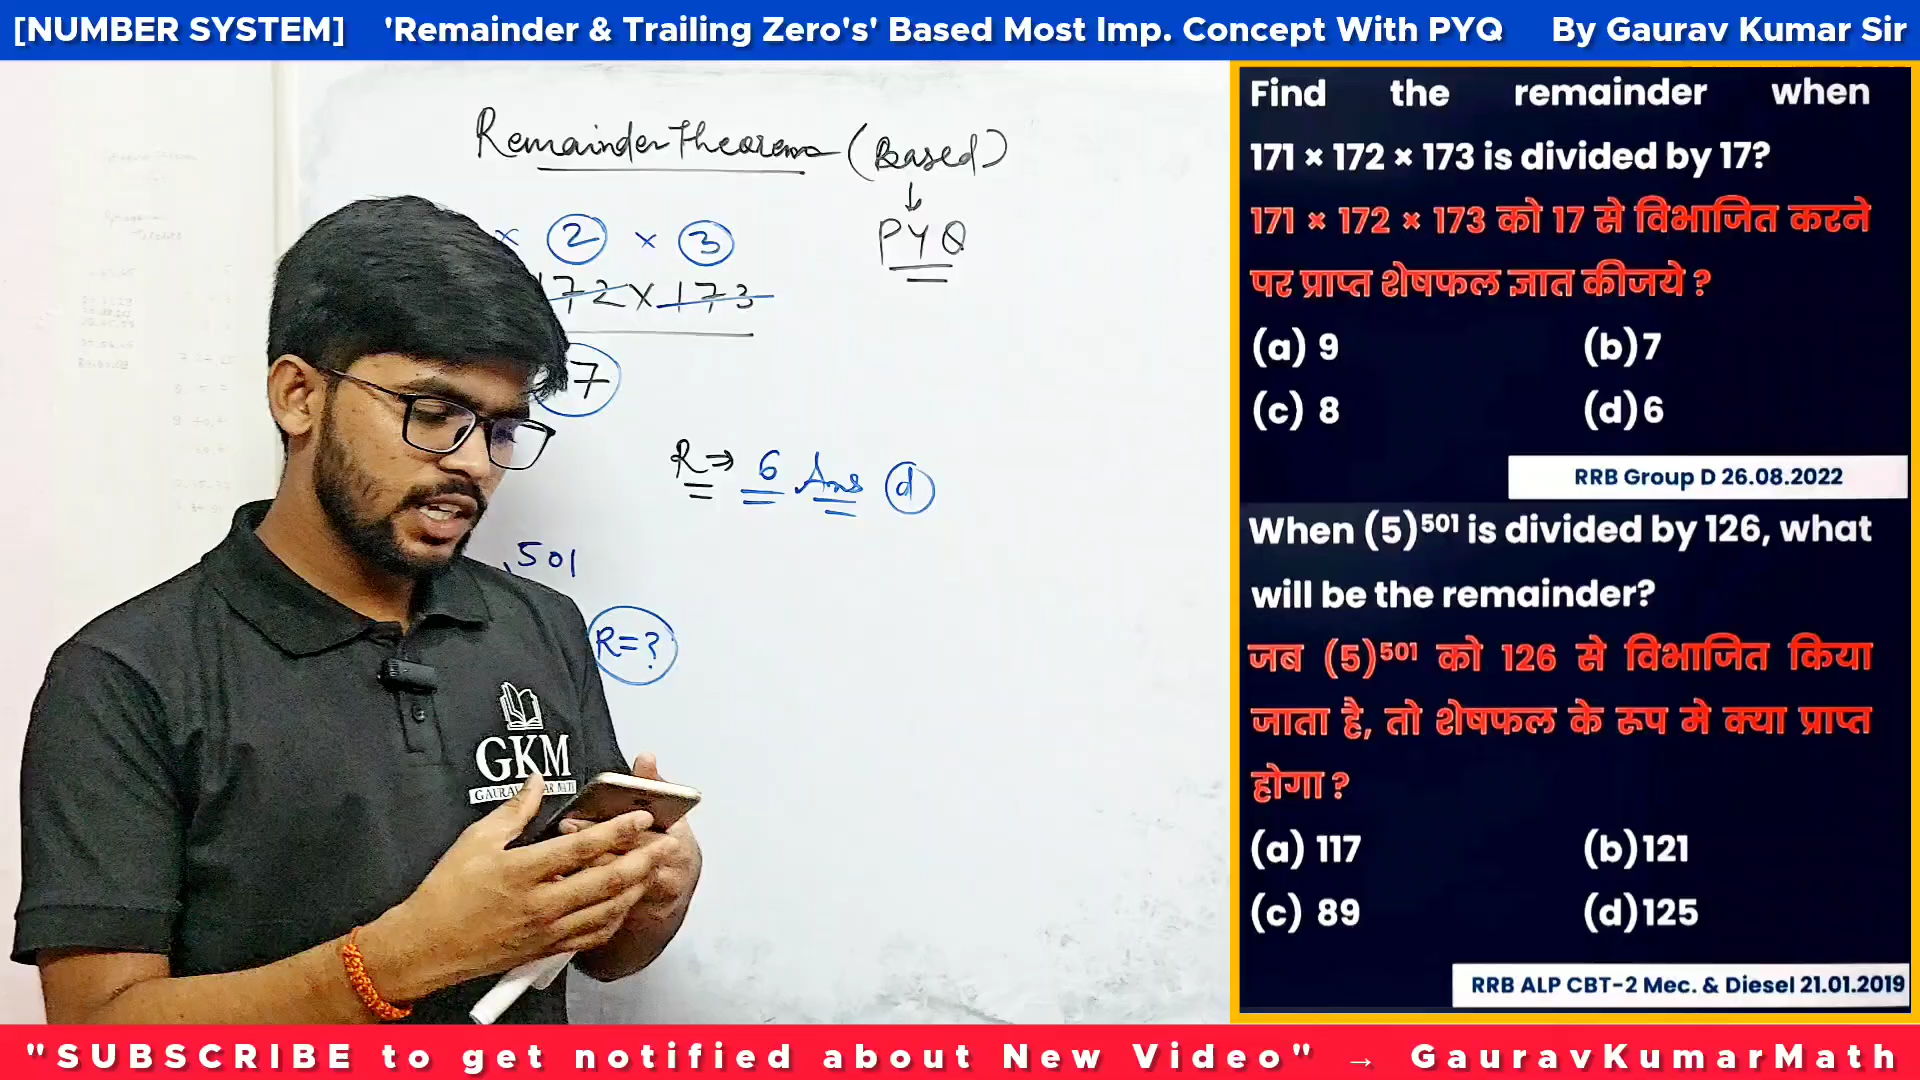 [NUMBER SYSTEM] 'Remainder & Trailing Zero's' Based Most Imp. Concept With PYQ By Gaurav Kumar Sir
Remainder Theorem (Based)
PYQ
× 2 × 3
172 × 173
7
R ⇒ 6 Ans d
501
R = ?
GKM
Find the remainder when
171 × 172 × 173 is divided by 17?
171 × 172 × 173 को 17 से विभाजित करने
पर प्राप्त शेषफल ज्ञात कीजये ?
(a) 9 (b) 7
(c) 8 (d) 6
RRB Group D 26.08.2022
When (5)⁵⁰¹ is divided by 126, what
will be the remainder?
जब (5)⁵⁰¹ को 126 से विभाजित किया
जाता है, तो शेषफल के रूप मे क्या प्राप्त
होगा ?
(a) 117 (b) 121
(c) 89 (d) 125
RRB ALP CBT-2 Mec. & Diesel 21.01.2019
"SUBSCRIBE to get notified about New Video" → GauravKumarMath